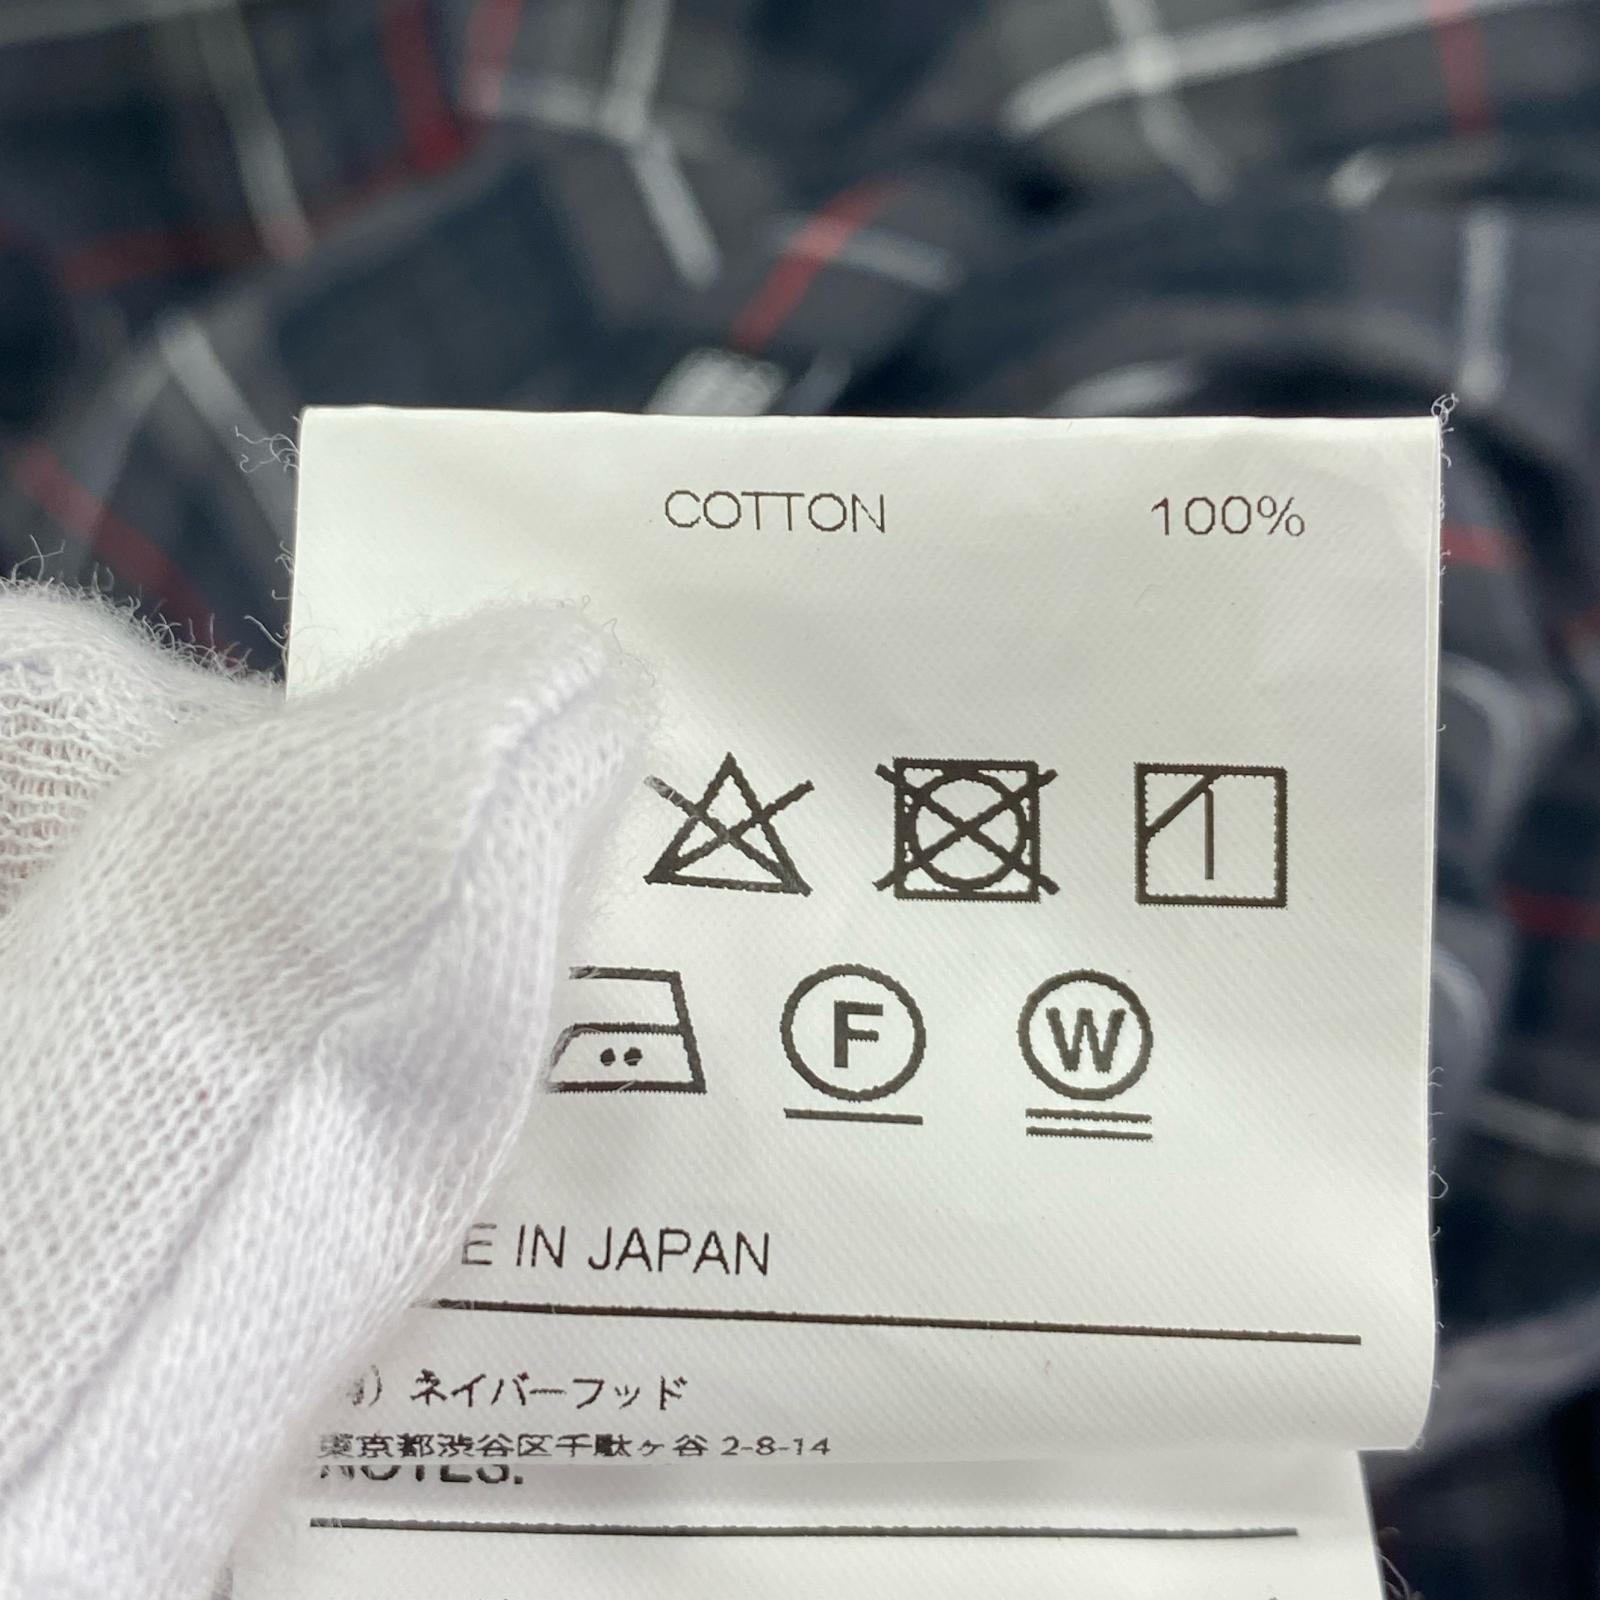 COTTON 100%
F W
E IN JAPAN
ネイバーフッド
東京都渋谷区千駄ヶ谷 2-8-14
NOTES: